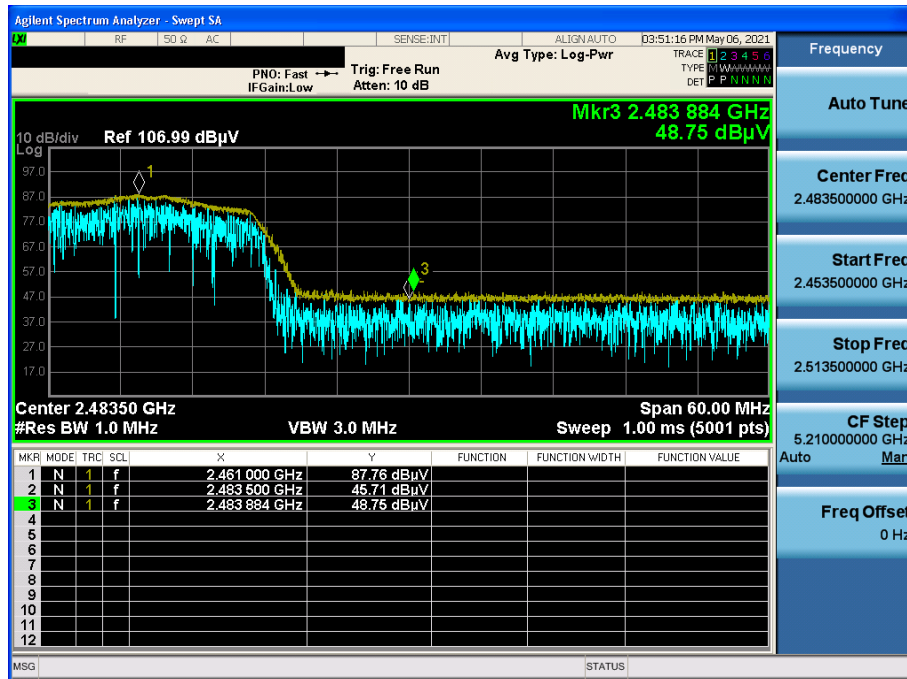 Agilent Spectrum Analyzer - Swept SA
LXI RF 50 Ω AC SENSE:INT ALIGN AUTO 03:51:16 PM May 06, 2021
PNO: Fast Trig: Free Run Avg Type: Log-Pwr TRACE 1 2 3 4 5 6
IFGain:Low Atten: 10 dB TYPE M W W W W W
DET P P N N N N
Mkr3 2.483 884 GHz
48.75 dBµV
10 dB/div Ref 106.99 dBµV
Log
97.0
87.0
77.0
67.0
57.0
47.0
37.0
27.0
17.0
1
3
Center 2.48350 GHz Span 60.00 MHz
#Res BW 1.0 MHz VBW 3.0 MHz Sweep 1.00 ms (5001 pts)
MKR MODE TRC SCL X Y FUNCTION FUNCTION WIDTH FUNCTION VALUE
1 N 1 f 2.461 000 GHz 87.76 dBµV
2 N 1 f 2.483 500 GHz 45.71 dBµV
3 N 1 f 2.483 884 GHz 48.75 dBµV
4
5
6
7
8
9
10
11
12
MSG STATUS
Frequency
Auto Tune
Center Freq
2.483500000 GHz
Start Freq
2.453500000 GHz
Stop Freq
2.513500000 GHz
CF Step
5.210000000 GHz
Auto Man
Freq Offset
0 Hz